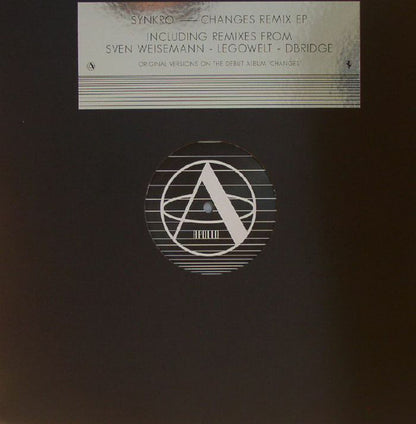 SYNKRO — CHANGES REMIX EP
INCLUDING REMIXES FROM
SVEN WEISEMANN - LEGOWELT - DBRIDGE
ORIGINAL VERSIONS ON THE DEBUT ALBUM 'CHANGES'
APOLLO